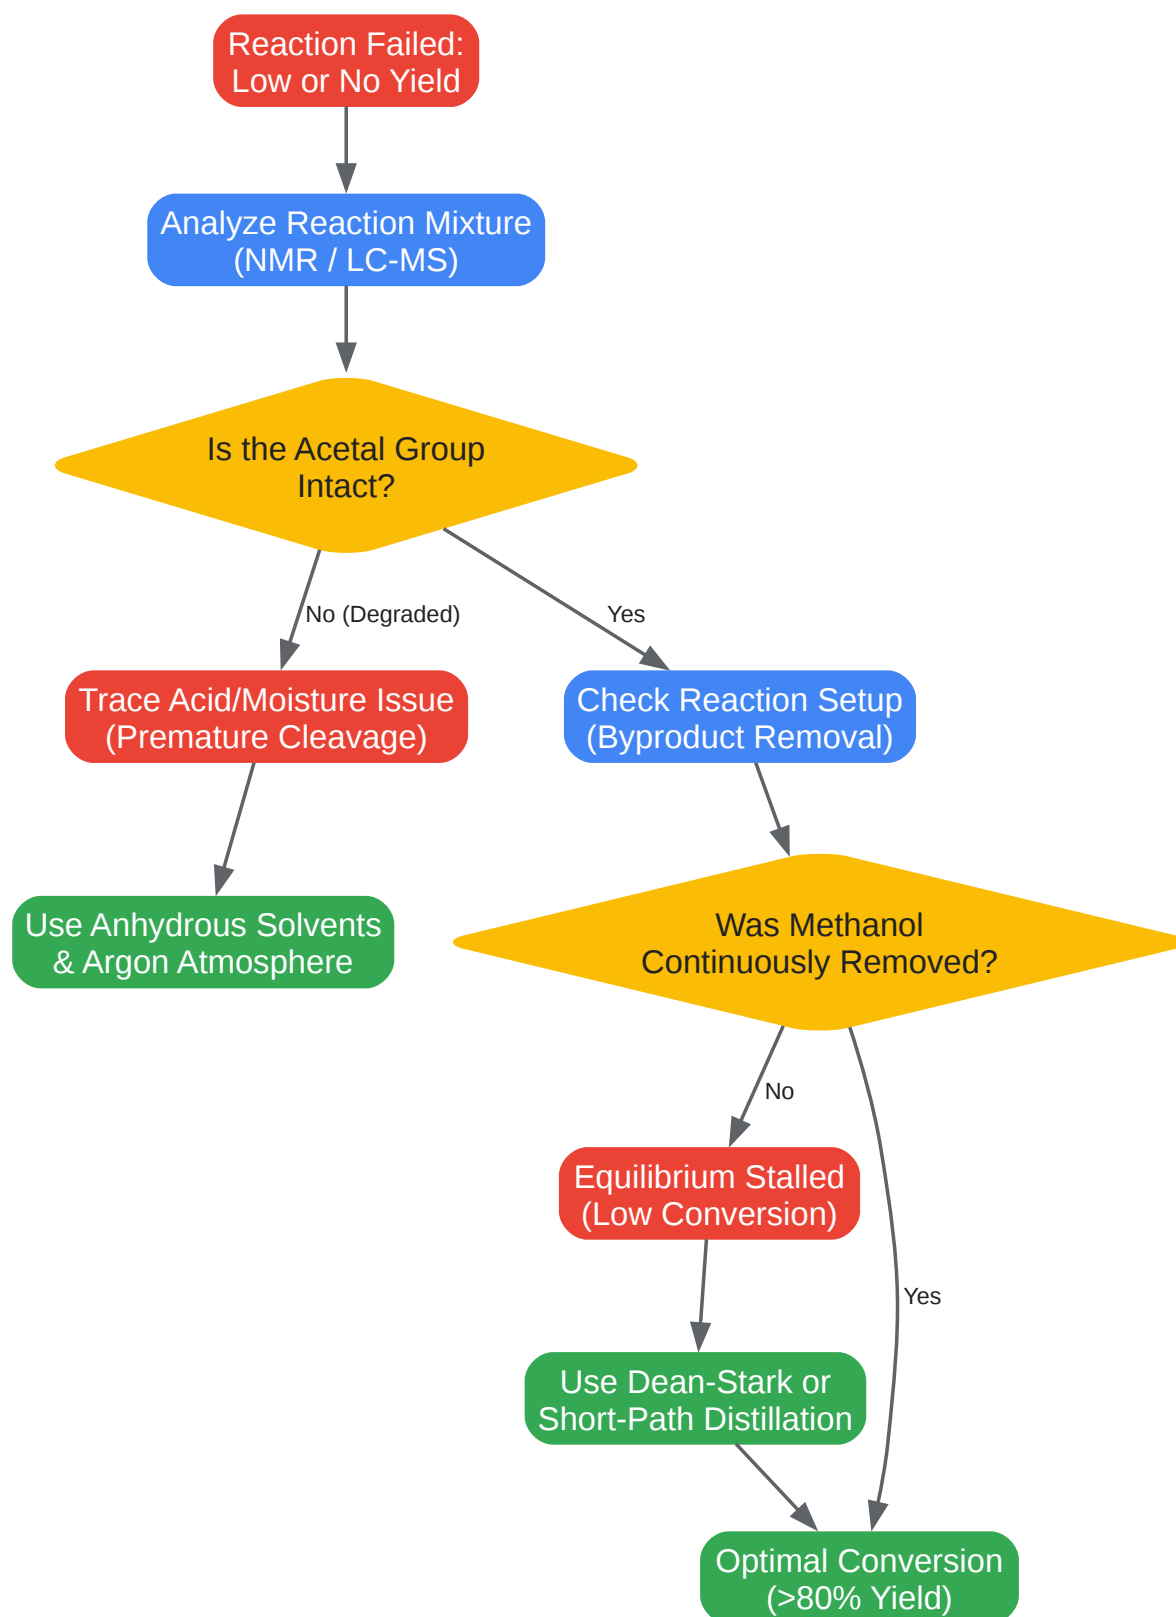 Reaction Failed:
Low or No Yield
Analyze Reaction Mixture
(NMR / LC-MS)
Is the Acetal Group
Intact?
No (Degraded)
Yes
Trace Acid/Moisture Issue
(Premature Cleavage)
Check Reaction Setup
(Byproduct Removal)
Use Anhydrous Solvents
& Argon Atmosphere
Was Methanol
Continuously Removed?
No
Equilibrium Stalled
(Low Conversion)
Yes
Use Dean-Stark or
Short-Path Distillation
Optimal Conversion
(>80% Yield)